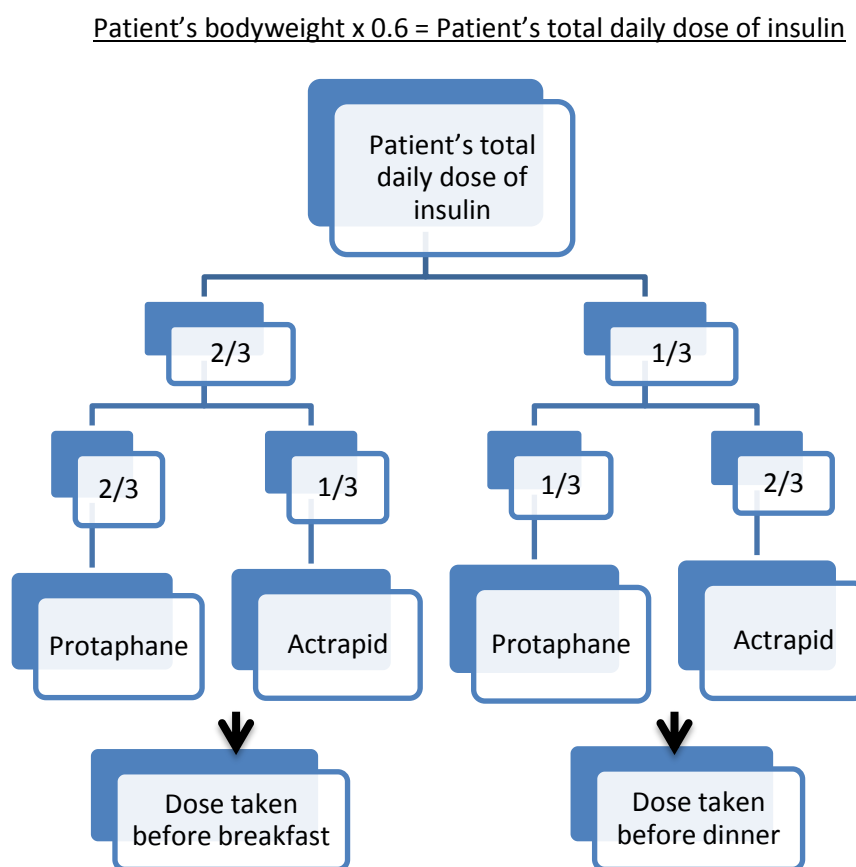 Patient’s bodyweight x 0.6 = Patient’s total daily dose of insulin
Patient’s total
daily dose of
insulin
2/3
1/3
2/3
1/3
1/3
2/3
Protaphane
Actrapid
Protaphane
Actrapid
Dose taken
before breakfast
Dose taken
before dinner